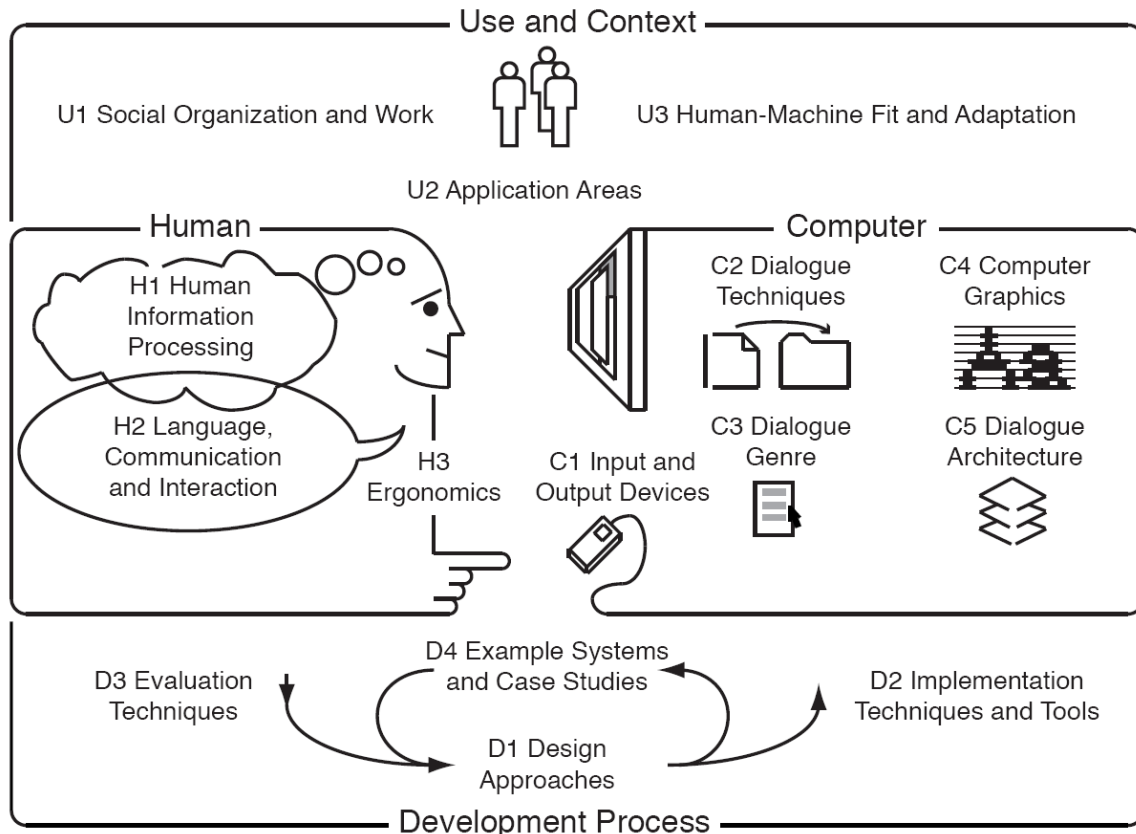 Use and Context
U1 Social Organization and Work
U3 Human-Machine Fit and Adaptation
U2 Application Areas
Human
H1 Human
Information
Processing
H2 Language,
Communication
and Interaction
H3
Ergonomics
Computer
C1 Input and
Output Devices
C2 Dialogue
Techniques
C4 Computer
Graphics
C3 Dialogue
Genre
C5 Dialogue
Architecture
D3 Evaluation
Techniques
D4 Example Systems
and Case Studies
D1 Design
Approaches
D2 Implementation
Techniques and Tools
Development Process